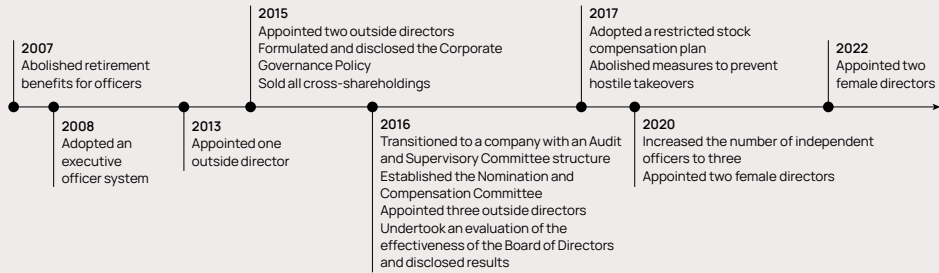 2007
Abolished retirement
benefits for officers
2008
Adopted an
executive
officer system
2013
Appointed one
outside director
2015
Appointed two outside directors
Formulated and disclosed the Corporate
Governance Policy
Sold all cross-shareholdings
2016
Transitioned to a company with an Audit
and Supervisory Committee structure
Established the Nomination and
Compensation Committee
Appointed three outside directors
Undertook an evaluation of the
effectiveness of the Board of Directors
and disclosed results
2017
Adopted a restricted stock
compensation plan
Abolished measures to prevent
hostile takeovers
2020
Increased the number of independent
officers to three
Appointed two female directors
2022
Appointed two
female directors